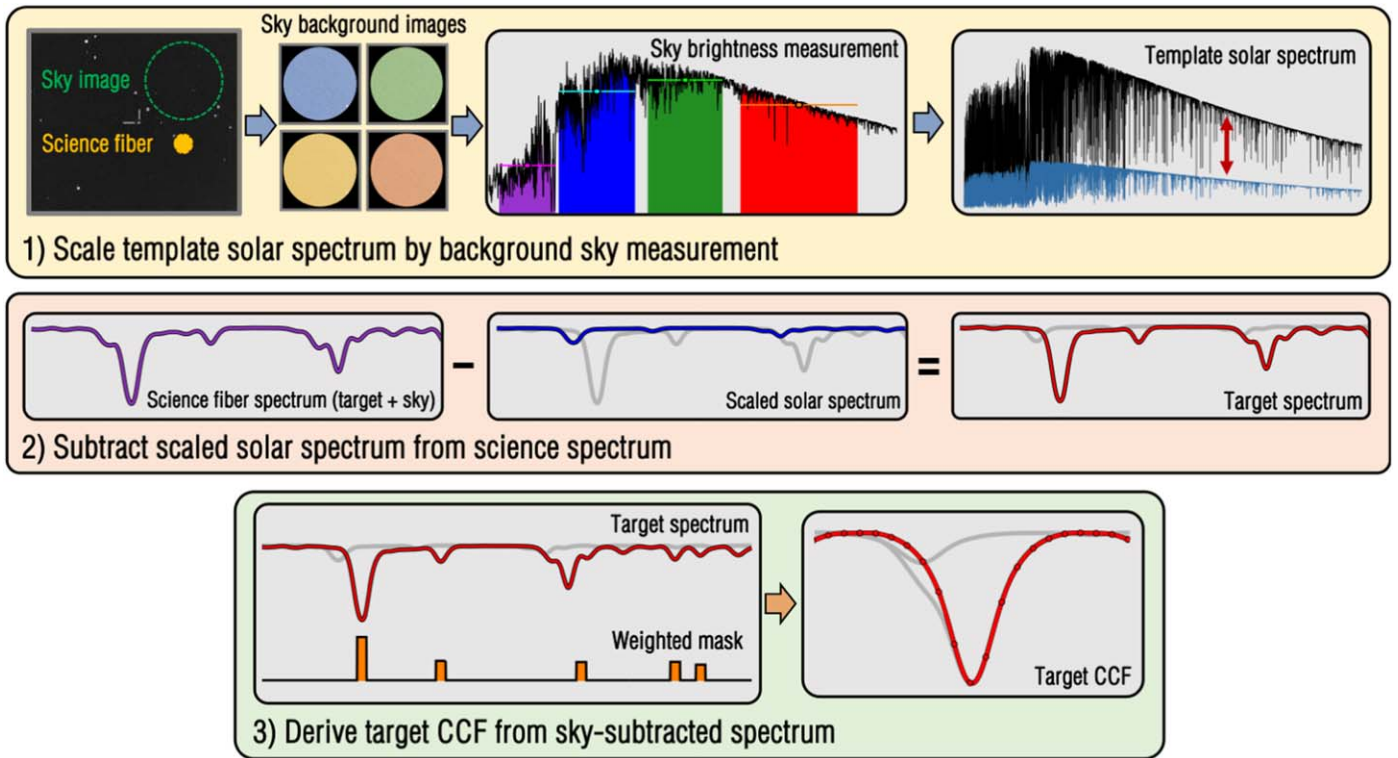 Sky background images
Sky image
Science fiber
Sky brightness measurement
Template solar spectrum
1) Scale template solar spectrum by background sky measurement
Science fiber spectrum (target + sky)
–
Scaled solar spectrum
=
Target spectrum
2) Subtract scaled solar spectrum from science spectrum
Target spectrum
Weighted mask
Target CCF
3) Derive target CCF from sky-subtracted spectrum